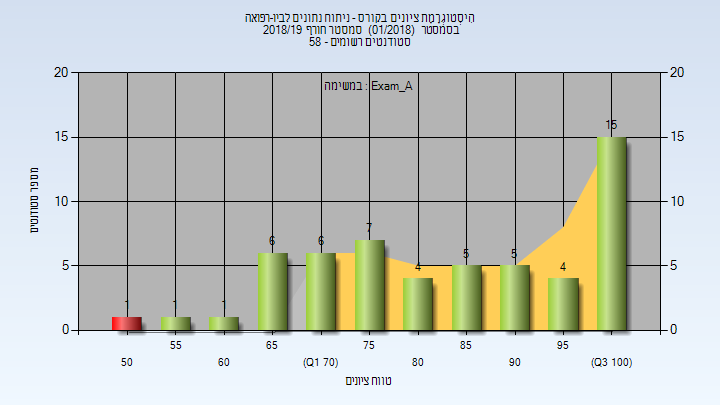 היסטוגרמת ציונים בקורס - ניתוח נתונים לביו-רפואה
בסמסטר (01/2018) סמסטר חורף 2018/19
סטודנטים רשומים - 58
במשימה : Exam_A
20 20
15 15
10 10
5 5
0 0
מספר סטודנטים
1 1 1 6 6 7 4 5 5 4 15
55 65 75 85 95
50 60 (Q1 70) 80 90 (Q3 100)
טווח ציונים